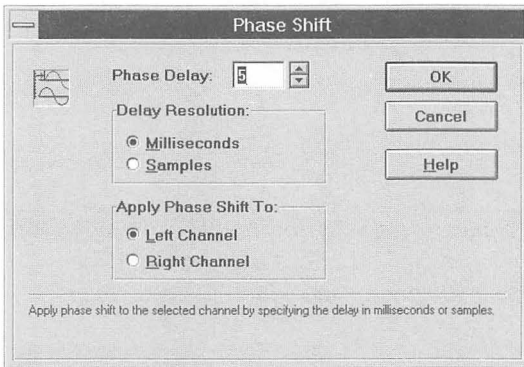 Phase Shift
Phase Delay: 5
OK
Delay Resolution:
Cancel
Milliseconds
Samples
Help
Apply Phase Shift To:
Left Channel
Right Channel
Apply phase shift to the selected channel by specifying the delay in milliseconds or samples.